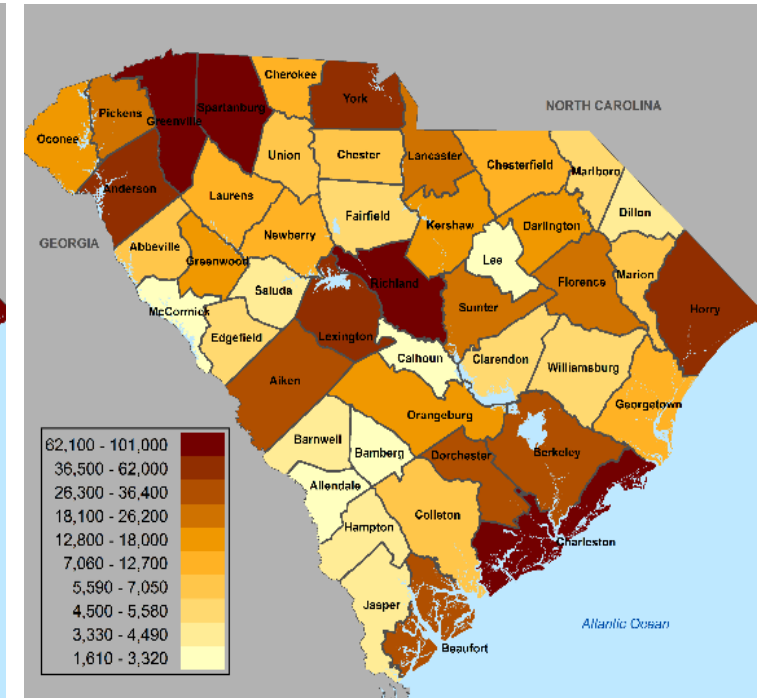 Cherokee
York
NORTH CAROLINA
Pickens
Spartanburg
Greenville
Oconee
Union
Chester
Lancaster
Chesterfield
Marlboro
Anderson
Laurens
Dillon
Fairfield
Kershaw
Darlington
GEORGIA
Abbeville
Newberry
Lee
Greenwood
Marion
Richland
Florence
Saluda
Sumter
McCormick
Horry
Edgefield
Lexington
Calhoun
Clarendon
Williamsburg
Aiken
Georgetown
Orangeburg
Barnwell
Bamberg
Dorchester
Berkeley
Allendale
Colleton
Hampton
Charleston
Jasper
Atlantic Ocean
Beaufort
62,100 - 101,000
36,500 - 62,000
26,300 - 36,400
18,100 - 26,200
12,800 - 18,000
7,060 - 12,700
5,590 - 7,050
4,500 - 5,580
3,330 - 4,490
1,610 - 3,320